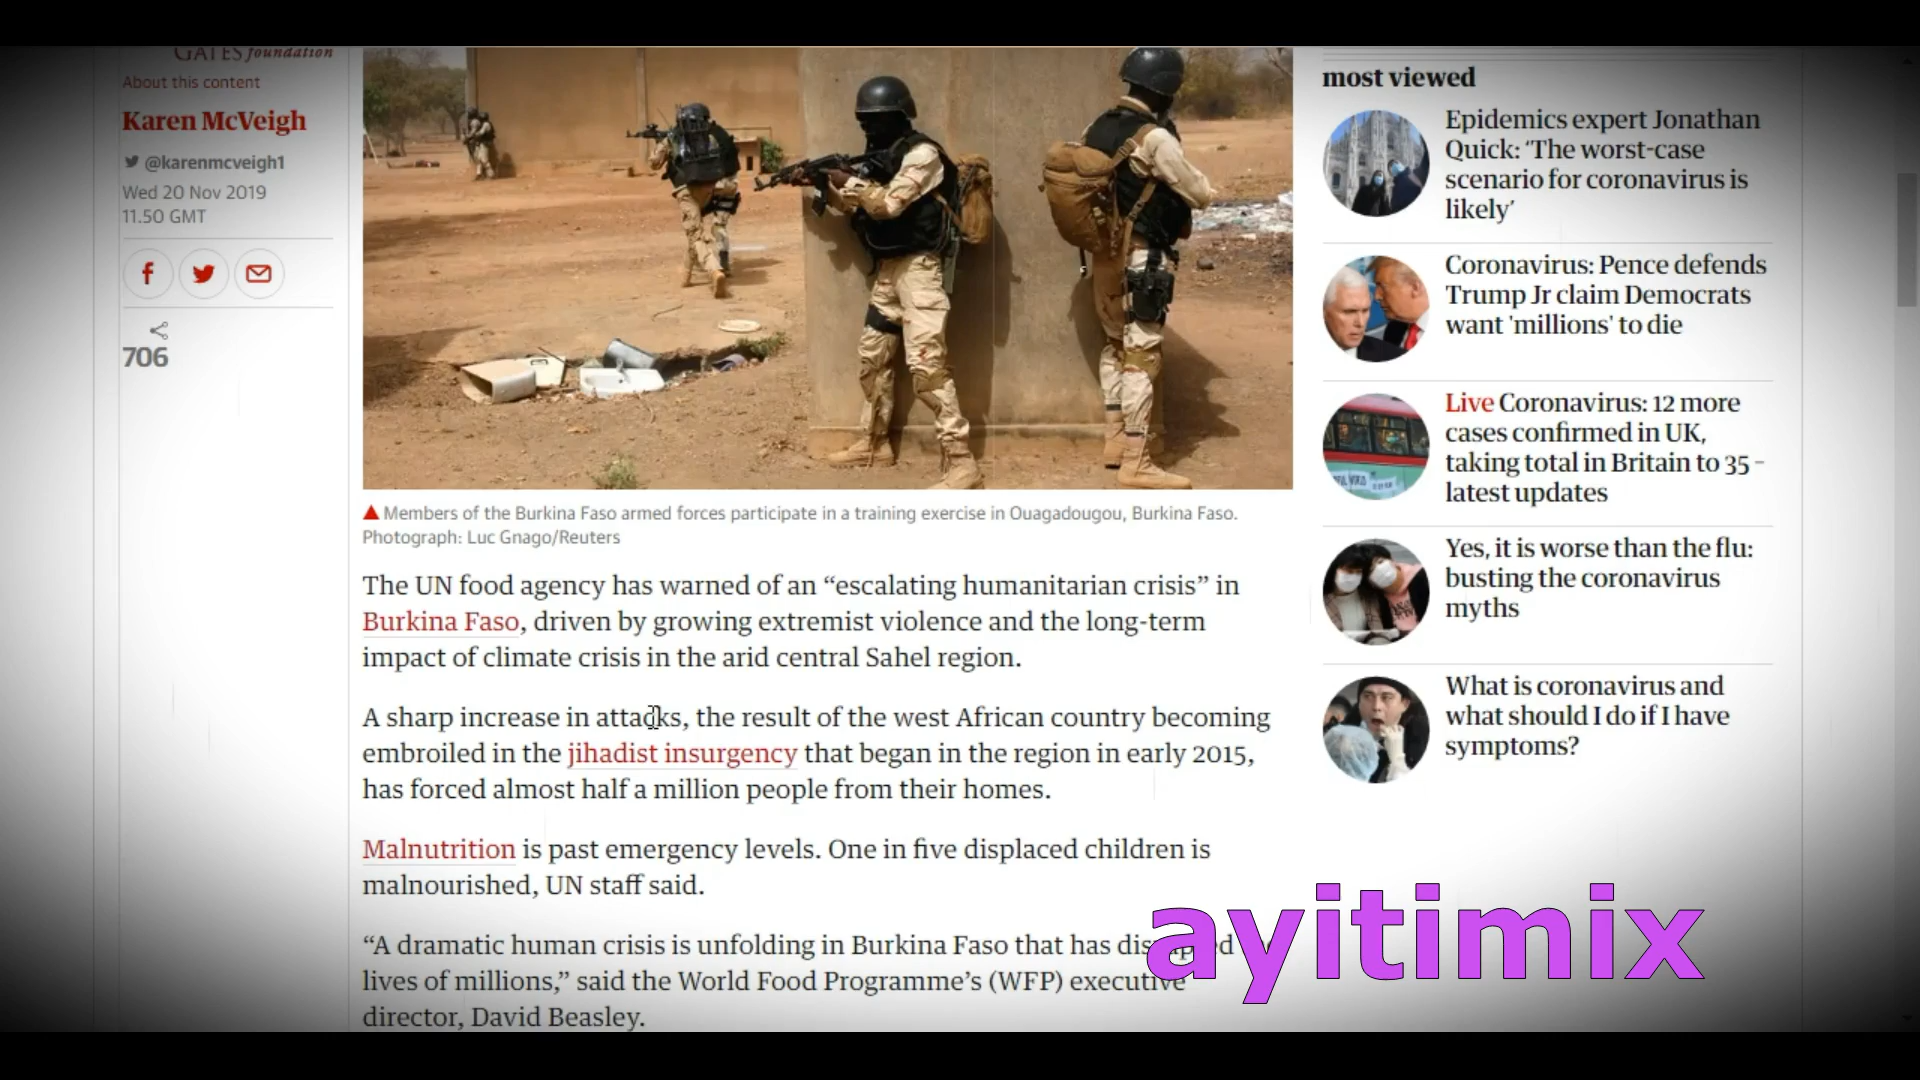 GATES foundation
About this content
Karen McVeigh
@karenmcveigh1
Wed 20 Nov 2019
11.50 GMT
706
Members of the Burkina Faso armed forces participate in a training exercise in Ouagadougou, Burkina Faso.
Photograph: Luc Gnago/Reuters
The UN food agency has warned of an “escalating humanitarian crisis” in
Burkina Faso, driven by growing extremist violence and the long-term
impact of climate crisis in the arid central Sahel region.
A sharp increase in attacks, the result of the west African country becoming
embroiled in the jihadist insurgency that began in the region in early 2015,
has forced almost half a million people from their homes.
Malnutrition is past emergency levels. One in five displaced children is
malnourished, UN staff said.
“A dramatic human crisis is unfolding in Burkina Faso that has
lives of millions,” said the World Food Programme’s (WFP) executive
director, David Beasley.
most viewed
Epidemics expert Jonathan
Quick: ‘The worst-case
scenario for coronavirus is
likely’
Coronavirus: Pence defends
Trump Jr claim Democrats
want 'millions' to die
Live Coronavirus: 12 more
cases confirmed in UK,
taking total in Britain to 35 –
latest updates
Yes, it is worse than the flu:
busting the coronavirus
myths
What is coronavirus and
what should I do if I have
symptoms?
ayitimix